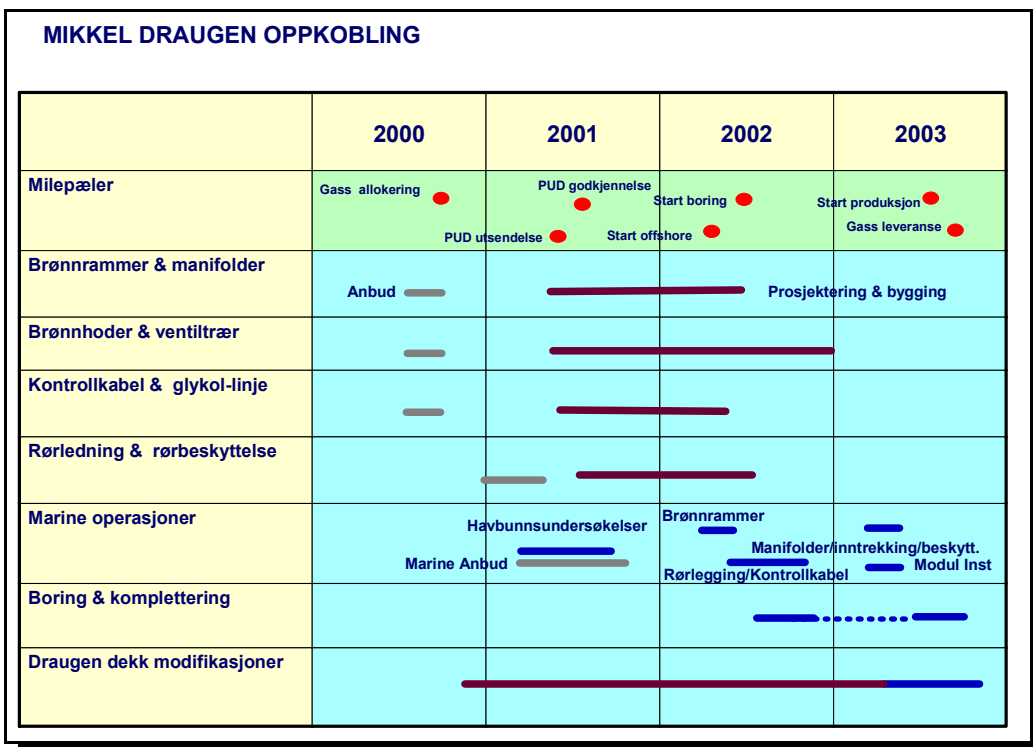 MIKKEL DRAUGEN OPPKOBLING
2000
2001
2002
2003
Milepæler
Gass allokering
PUD godkjennelse
Start boring
Start produksjon
PUD utsendelse
Start offshore
Gass leveranse
Brønnrammer & manifolder
Anbud
Prosjektering & bygging
Brønnhoder & ventiltrær
Kontrollkabel & glykol-linje
Rørledning & rørbeskyttelse
Marine operasjoner
Havbunnsundersøkelser
Brønnrammer
Manifolder/inntrekking/beskytt.
Marine Anbud
Rørlegging/Kontrollkabel
Modul Inst
Boring & komplettering
Draugen dekk modifikasjoner